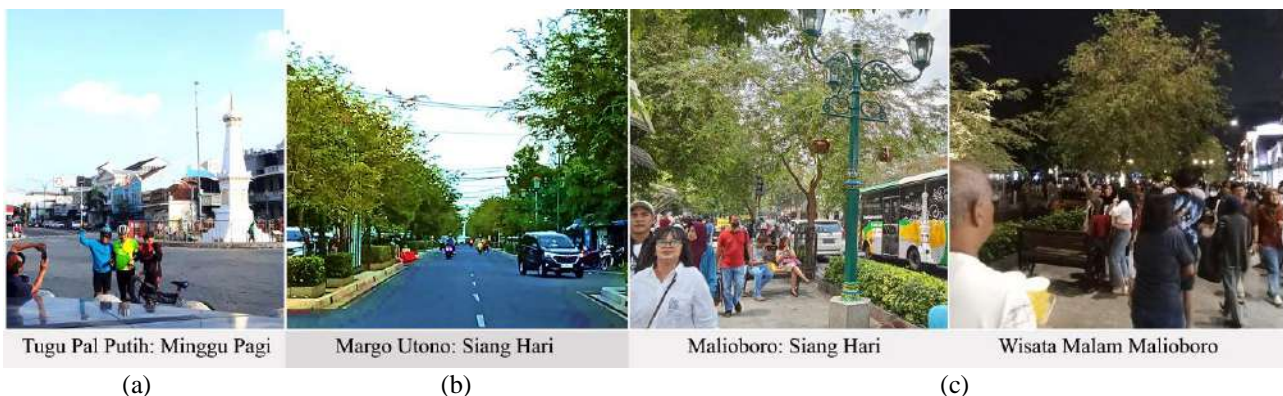 Tugu Pal Putih: Minggu Pagi
Margo Utono: Siang Hari
Malioboro: Siang Hari
Wisata Malam Malioboro
(a)
(b)
(c)